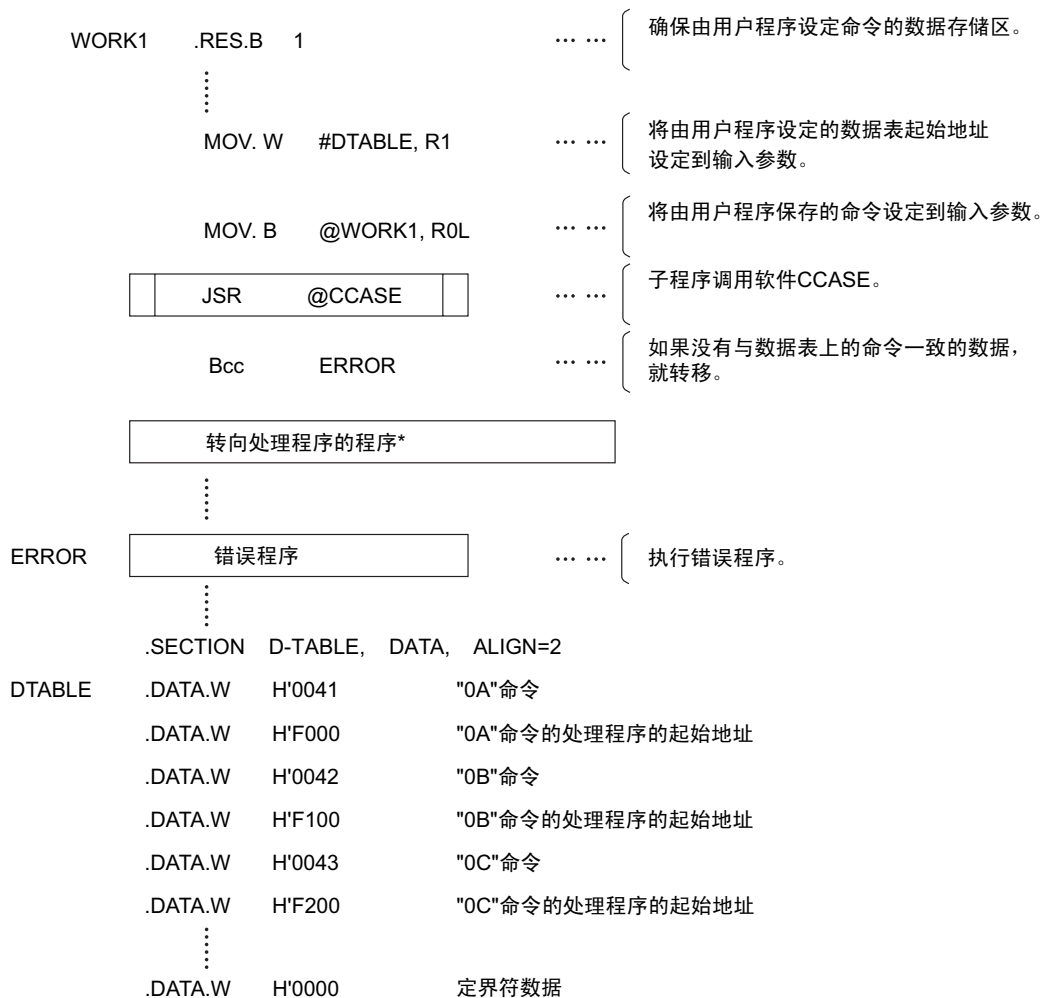 WORK1 .RES.B 1 … … 确保由用户程序设定命令的数据存储区。
MOV. W #DTABLE, R1 … … 将由用户程序设定的数据表起始地址
设定到输入参数。
MOV. B @WORK1, R0L … … 将由用户程序保存的命令设定到输入参数。
JSR @CCASE … … 子程序调用软件CCASE。
Bcc ERROR … … 如果没有与数据表上的命令一致的数据，
就转移。
转向处理程序的程序*
ERROR 错误程序 … … 执行错误程序。
.SECTION D-TABLE, DATA, ALIGN=2
DTABLE .DATA.W H'0041 "0A"命令
.DATA.W H'F000 "0A"命令的处理程序的起始地址
.DATA.W H'0042 "0B"命令
.DATA.W H'F100 "0B"命令的处理程序的起始地址
.DATA.W H'0043 "0C"命令
.DATA.W H'F200 "0C"命令的处理程序的起始地址
.DATA.W H'0000 定界符数据